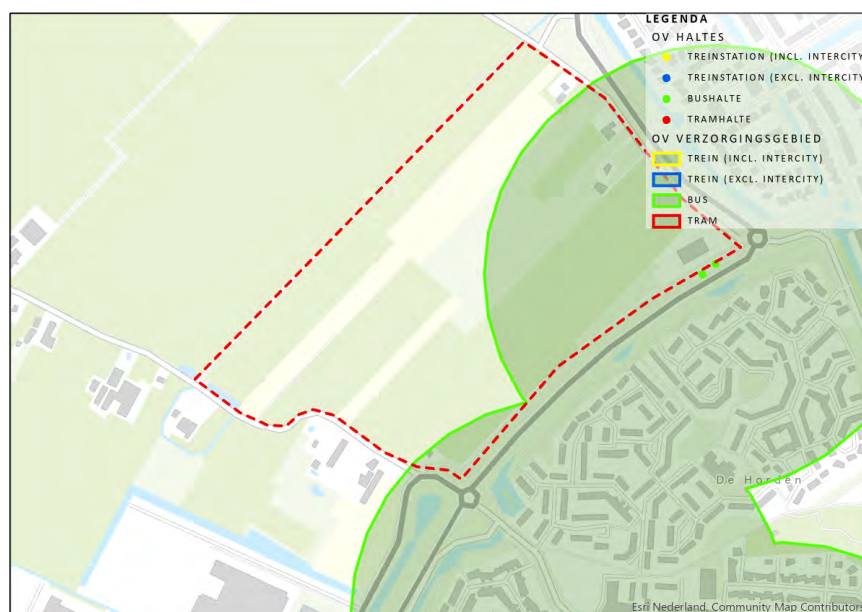 LEGENDA
OV HALTES
TREINSTATION (INCL. INTERCITY
TREINSTATION (EXCL. INTERCITY
BUSHALTE
TRAMHALTE
OV VERZORGINGSGEBIED
TREIN (INCL. INTERCITY)
TREIN (EXCL. INTERCITY)
BUS
TRAM
De Horden
Esri Nederland, Community Map Contributors